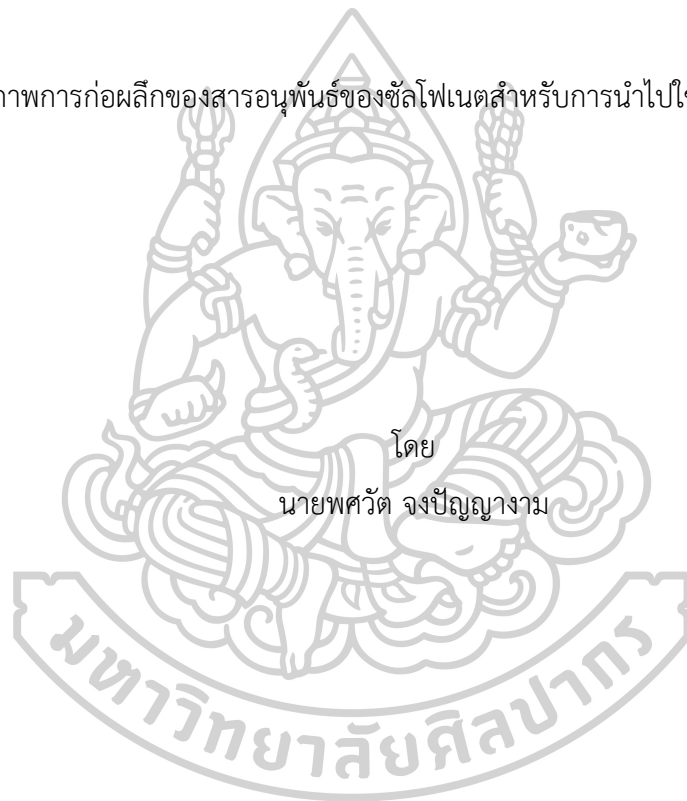 ภาพการก่อผลึกของสารอนุพันธ์ของซัลโฟเนตสำหรับการนำไปใช
โดย
นายพศวัต จงปัญญางาม
มหาวิทยาลัยศิลปากร